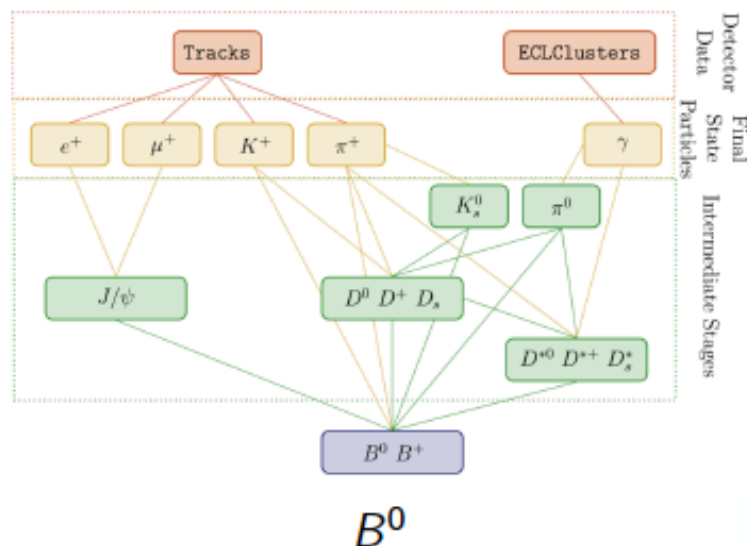 Tracks
ECLClusters
Detector
Data
e⁺
μ⁺
K⁺
π⁺
γ
Final
State
Particles
K⁰ₛ
π⁰
J/ψ
D⁰ D⁺ Dₛ
D*⁰ D*⁺ D*ₛ
Intermediate Stages
B⁰ B⁺
B⁰